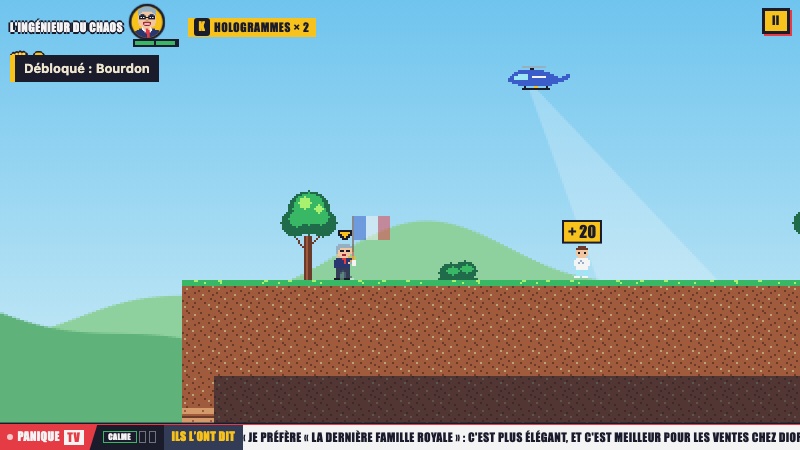 L'INGÉNIEUR DU CHAOS
K HOLOGRAMMES × 2
Débloqué : Bourdon
+20
PANIQUE TV
CALME
ILS L'ONT DIT
« JE PRÉFÈRE « LA DERNIÈRE FAMILLE ROYALE » : C'EST PLUS ÉLÉGANT, ET C'EST MEILLEUR POUR LES VENTES CHEZ DIOR